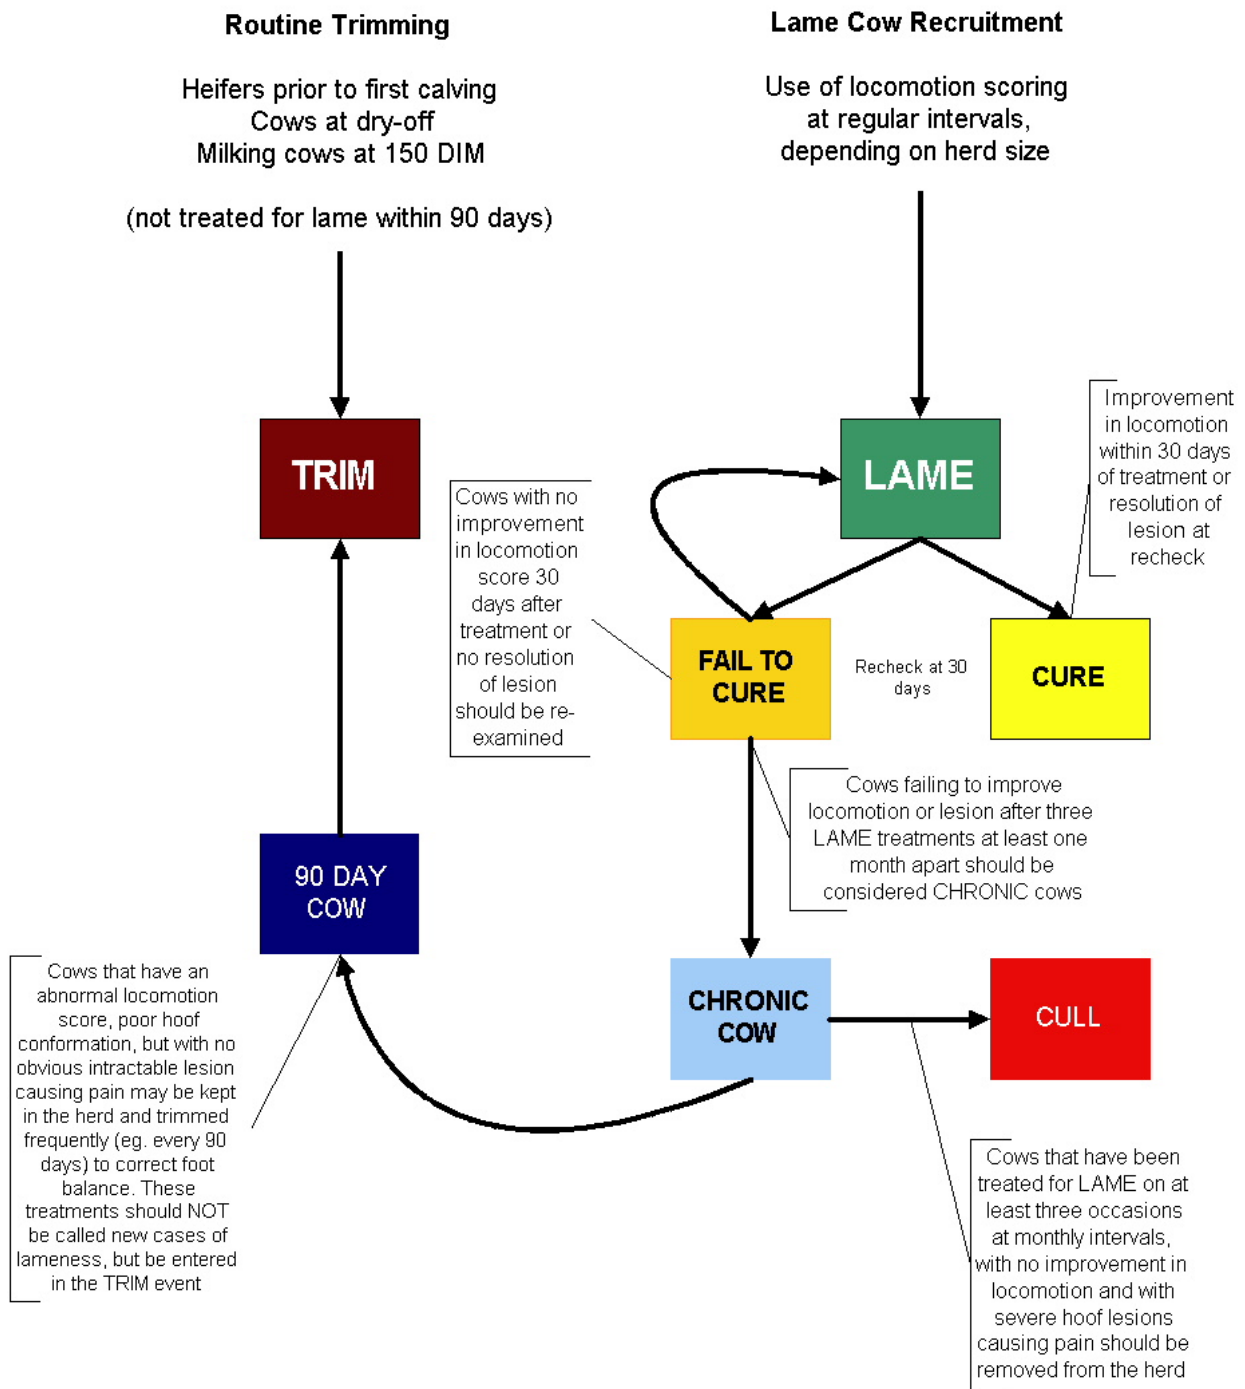 Routine Trimming
Heifers prior to first calving
Cows at dry-off
Milking cows at 150 DIM
(not treated for lame within 90 days)
Lame Cow Recruitment
Use of locomotion scoring
at regular intervals,
depending on herd size
TRIM
LAME
Improvement
in locomotion
within 30 days
of treatment or
resolution of
lesion at
recheck
Cows with no
improvement
in locomotion
score 30
days after
treatment or
no resolution
of lesion
should be re-
examined
FAIL TO
CURE
Recheck at 30
days
CURE
Cows failing to improve
locomotion or lesion after three
LAME treatments at least one
month apart should be
considered CHRONIC cows
90 DAY
COW
Cows that have an
abnormal locomotion
score, poor hoof
conformation, but with no
obvious intractable lesion
causing pain may be kept
in the herd and trimmed
frequently (eg. every 90
days) to correct foot
balance. These
treatments should NOT
be called new cases of
lameness, but be entered
in the TRIM event
CHRONIC
COW
CULL
Cows that have been
treated for LAME on at
least three occasions
at monthly intervals,
with no improvement in
locomotion and with
severe hoof lesions
causing pain should be
removed from the herd